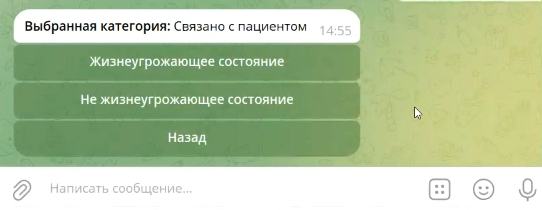 Выбранная категория: Связано с пациентом 14:55
Жизнеугрожающее состояние
Не жизнеугрожающее состояние
Назад
Написать сообщение...